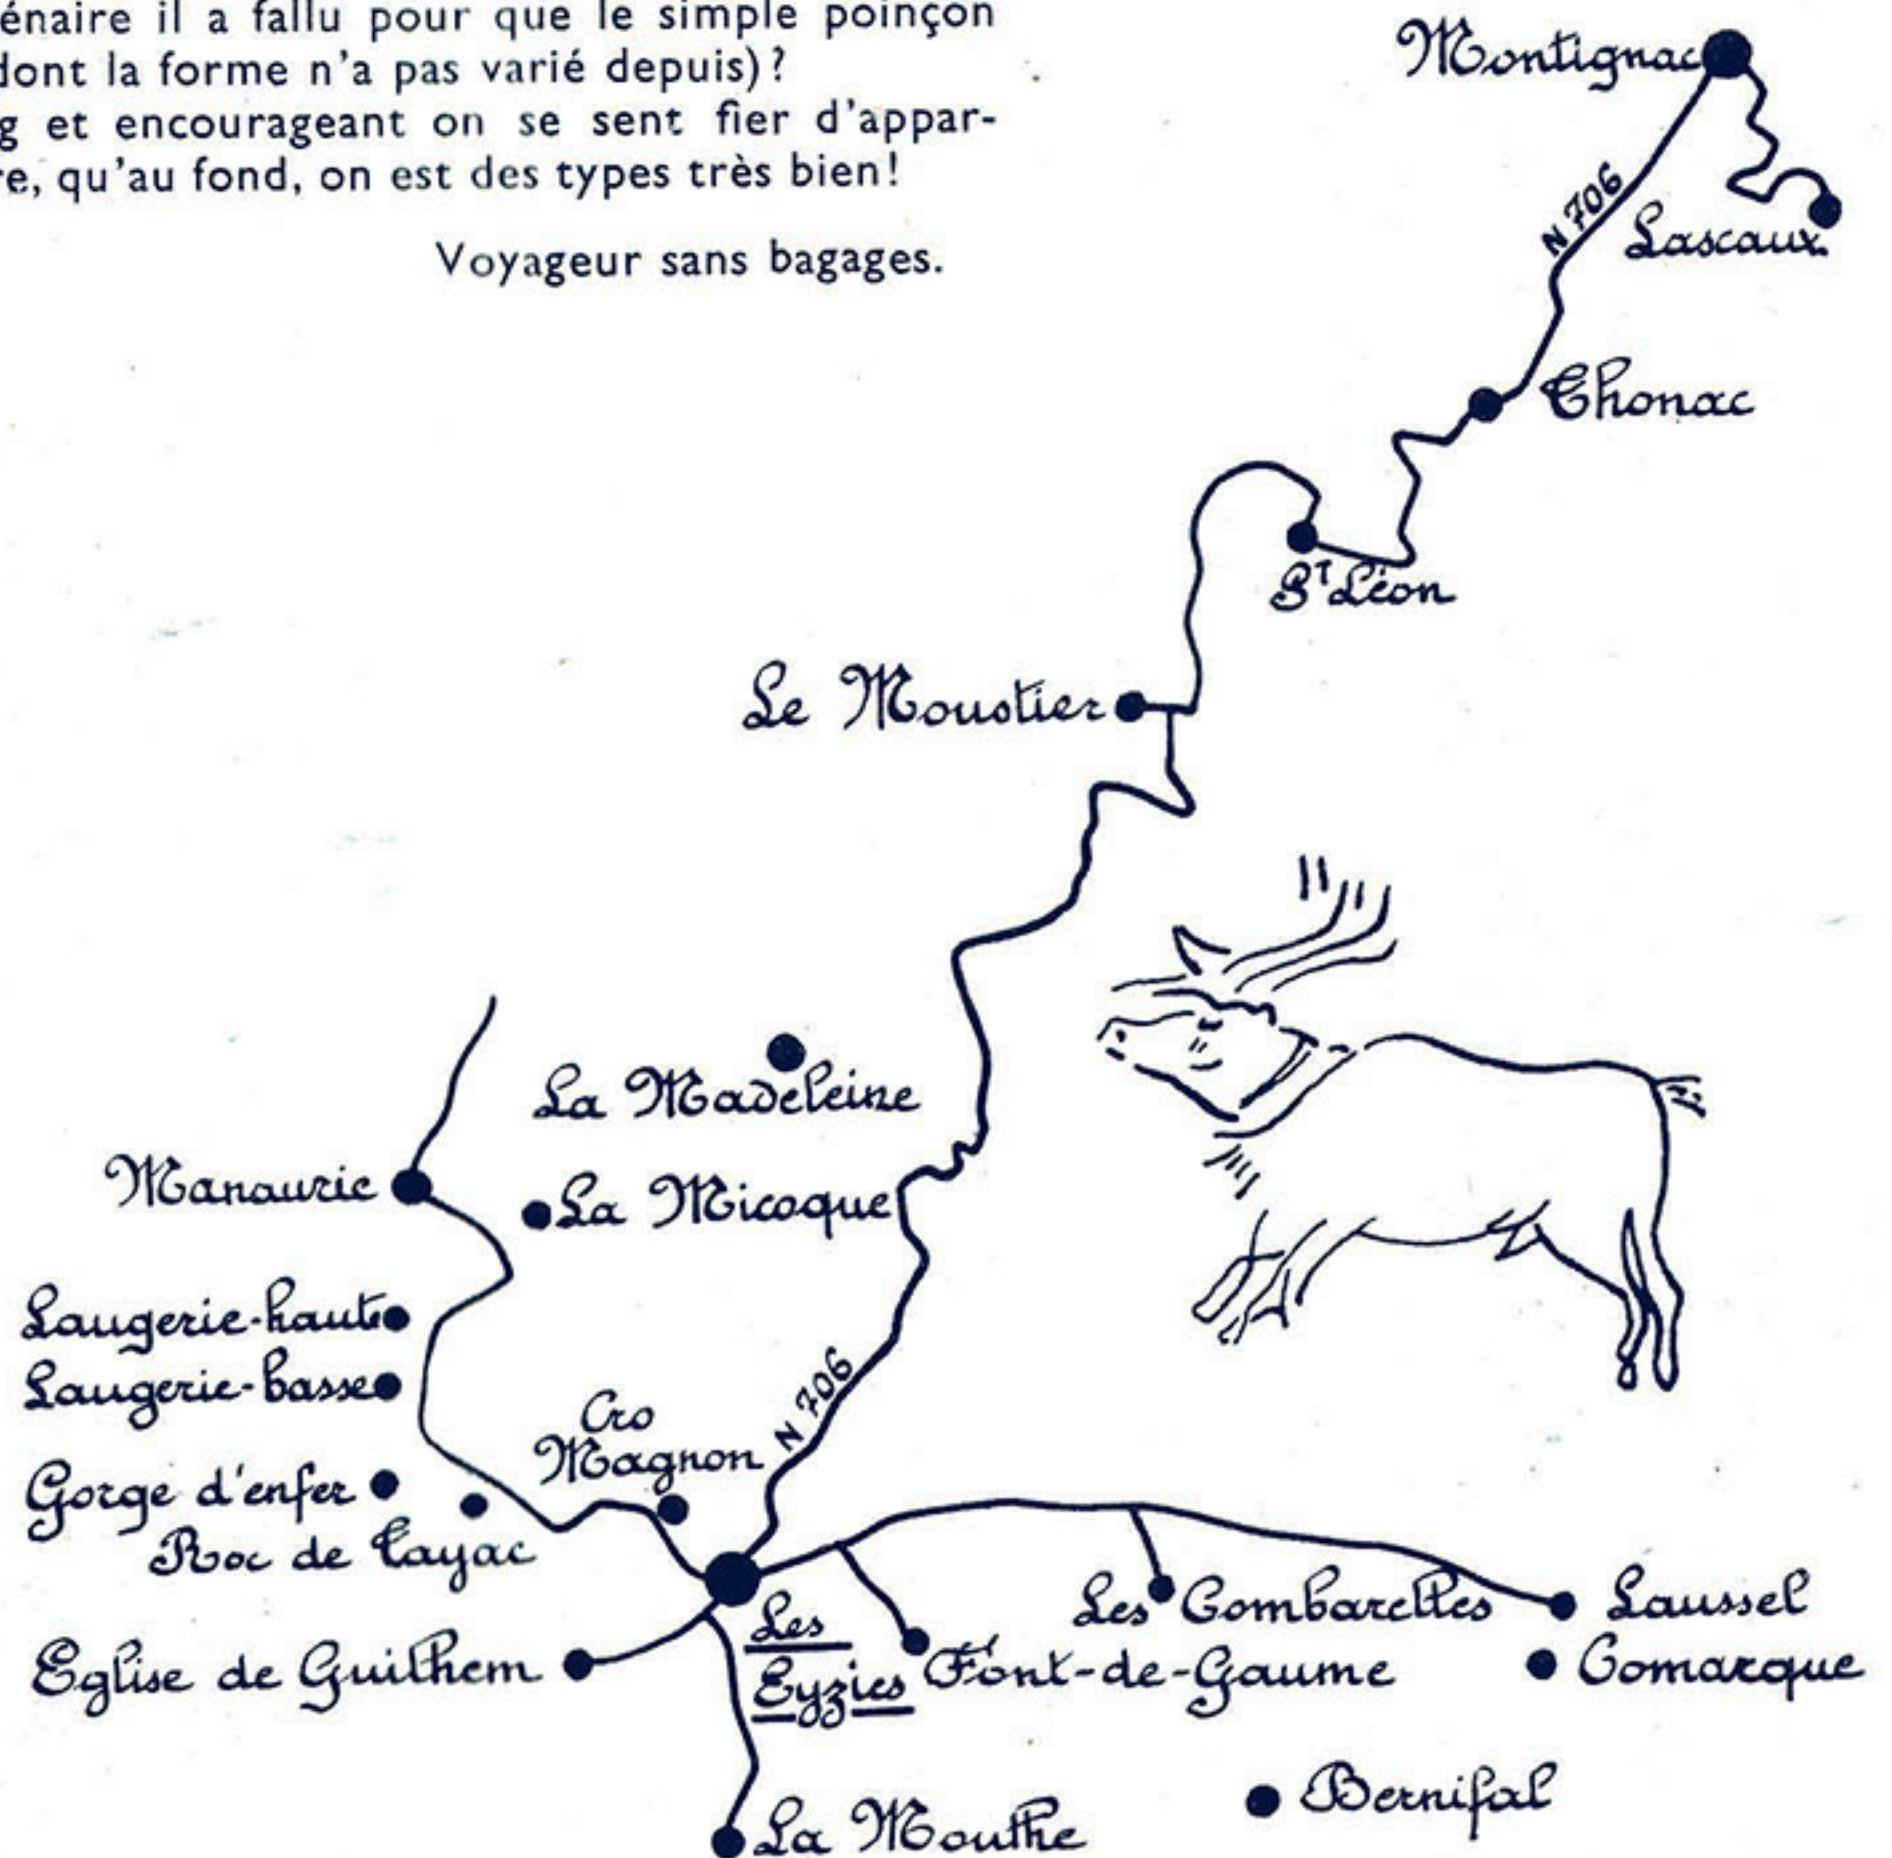 énaire il a fallu pour que le simple poinçon
dont la forme n'a pas varié depuis)?
g et encourageant on se sent fier d'appar-
re, qu'au fond, on est des types très bien!
Voyageur sans bagages.
Montignac
N 706
Lascaux
Thonac
S^T Léon
Le Moustier
La Madeleine
Manaurie
La Micoque
Laugerie-haute
Laugerie-basse
N 706
Cro
Magnon
Gorge d'enfer
Roc de Tayac
Les
Eyzies
Les Combarelles
Laussel
Eglise de Guilhem
Font-de-Gaume
Comarque
Bernifal
La Mouthe